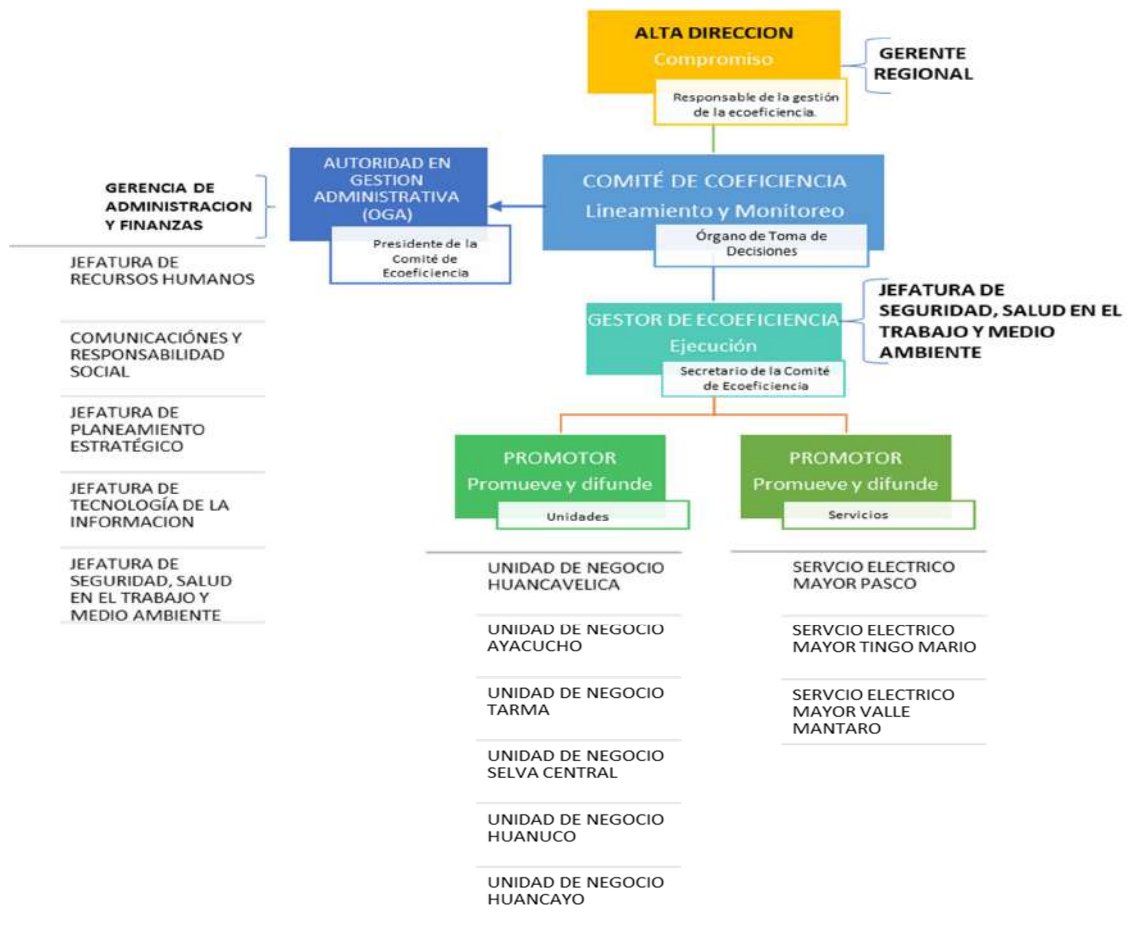 ALTA DIRECCION
Compromiso
Responsable de la gestión
de la ecoeficiencia.
GERENTE
REGIONAL
COMITÉ DE COEFICIENCIA
Lineamiento y Monitoreo
Órgano de Toma de
Decisiones
AUTORIDAD EN
GESTION
ADMINISTRATIVA
(OGA)
Presidente de la
Comité de
Ecoeficiencia
GERENCIA DE
ADMINISTRACION
Y FINANZAS
JEFATURA DE
RECURSOS HUMANOS
COMUNICACIÓNES Y
RESPONSABILIDAD
SOCIAL
JEFATURA DE
PLANEAMIENTO
ESTRATÉGICO
JEFATURA DE
TECNOLOGÍA DE LA
INFORMACION
JEFATURA DE
SEGURIDAD, SALUD
EN EL TRABAJO Y
MEDIO AMBIENTE
GESTOR DE ECOEFICIENCIA
Ejecución
Secretario de la Comité
de Ecoeficiencia
JEFATURA DE
SEGURIDAD, SALUD EN EL
TRABAJO Y MEDIO
AMBIENTE
PROMOTOR
Promueve y difunde
Unidades
UNIDAD DE NEGOCIO
HUANCAVELICA
UNIDAD DE NEGOCIO
AYACUCHO
UNIDAD DE NEGOCIO
TARMA
UNIDAD DE NEGOCIO
SELVA CENTRAL
UNIDAD DE NEGOCIO
HUANUCO
UNIDAD DE NEGOCIO
HUANCAYO
PROMOTOR
Promueve y difunde
Servicios
SERVCIO ELECTRICO
MAYOR PASCO
SERVCIO ELECTRICO
MAYOR TINGO MARIO
SERVCIO ELECTRICO
MAYOR VALLE
MANTARO